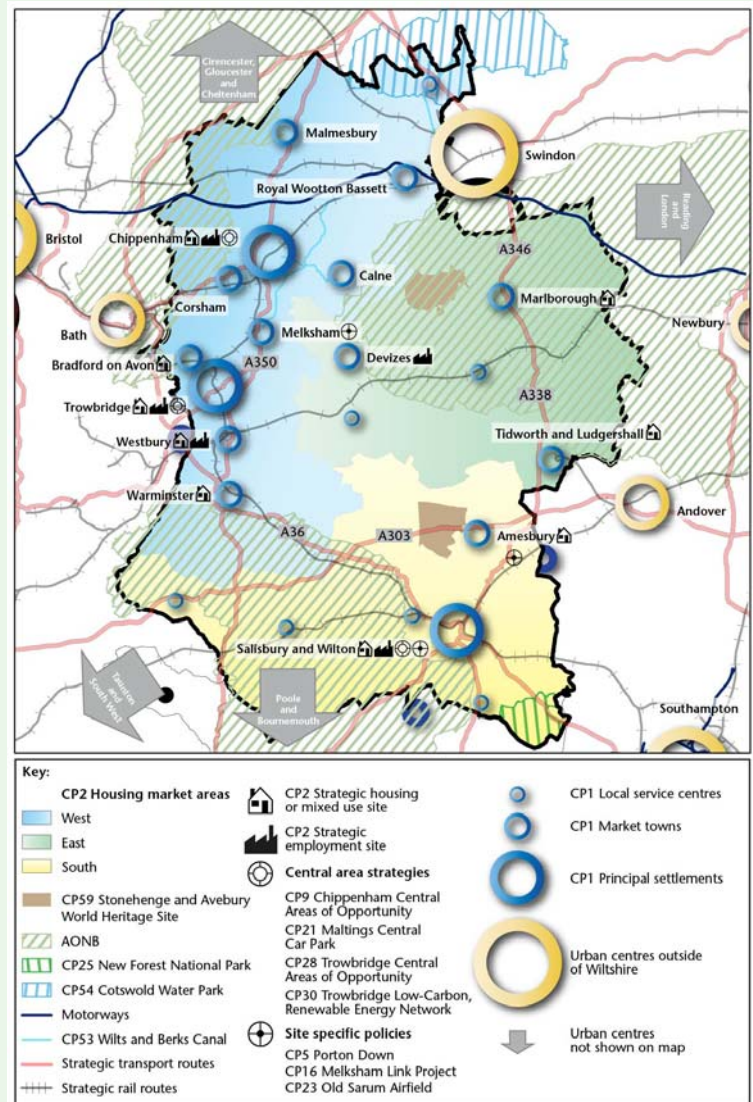 Cirencester,
Gloucester
and
Cheltenham
Malmesbury
Swindon
Royal Wootton Bassett
Reading
and
London
Bristol
Chippenham
A346
Calne
Corsham
Marlborough
Bath
Melksham
Newbury
Bradford on Avon
A350
Devizes
A338
Trowbridge
Westbury
Tidworth and Ludgershall
Warminster
Andover
A36
A303
Amesbury
Salisbury and Wilton
Taunton
and
South West
Poole
and
Bournemouth
Southampton
Key:
CP2 Housing market areas
West
East
South
CP59 Stonehenge and Avebury
World Heritage Site
AONB
CP25 New Forest National Park
CP54 Cotswold Water Park
Motorways
CP53 Wilts and Berks Canal
Strategic transport routes
Strategic rail routes
CP2 Strategic housing
or mixed use site
CP2 Strategic
employment site
Central area strategies
CP9 Chippenham Central
Areas of Opportunity
CP21 Maltings Central
Car Park
CP28 Trowbridge Central
Areas of Opportunity
CP30 Trowbridge Low-Carbon,
Renewable Energy Network
Site specific policies
CP5 Porton Down
CP16 Melksham Link Project
CP23 Old Sarum Airfield
CP1 Local service centres
CP1 Market towns
CP1 Principal settlements
Urban centres outside
of Wiltshire
Urban centres
not shown on map